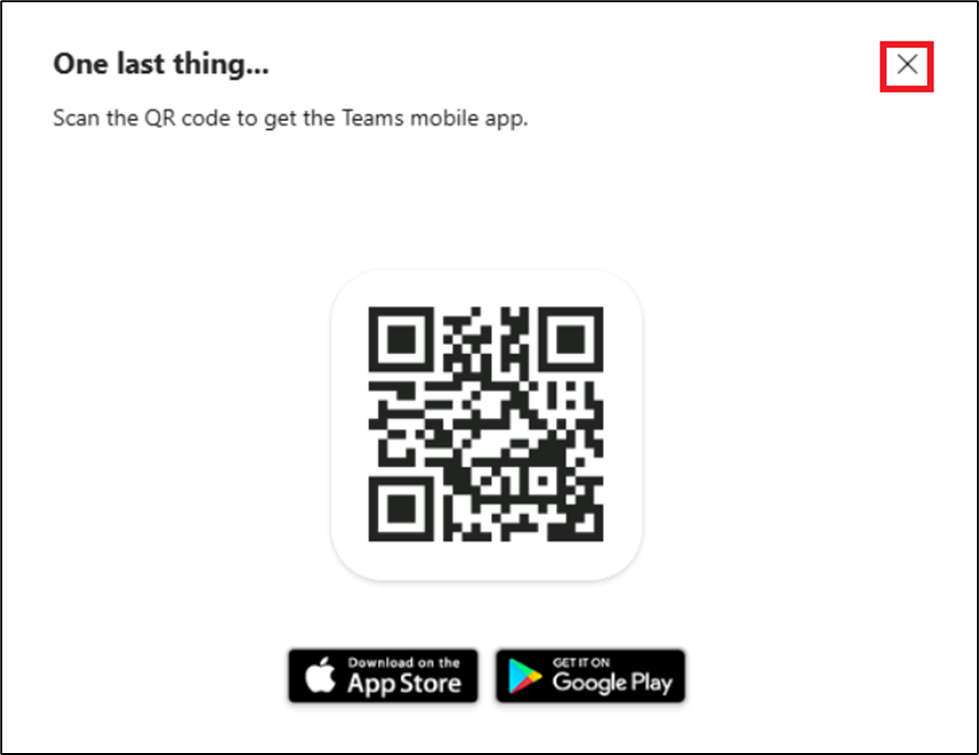 One last thing...
Scan the QR code to get the Teams mobile app.
Download on the
App Store
GET IT ON
Google Play